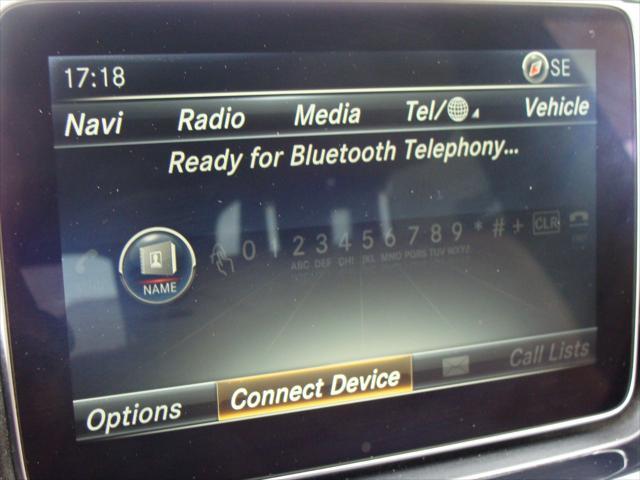 17:18 SE
Navi Radio Media Tel/ Vehicle
Ready for Bluetooth Telephony...
0 1 2 3 4 5 6 7 8 9 * # + CLR
ABC DEF GHI JKL MNO PQRS TUV WXYZ
NAME
Options Connect Device Call Lists